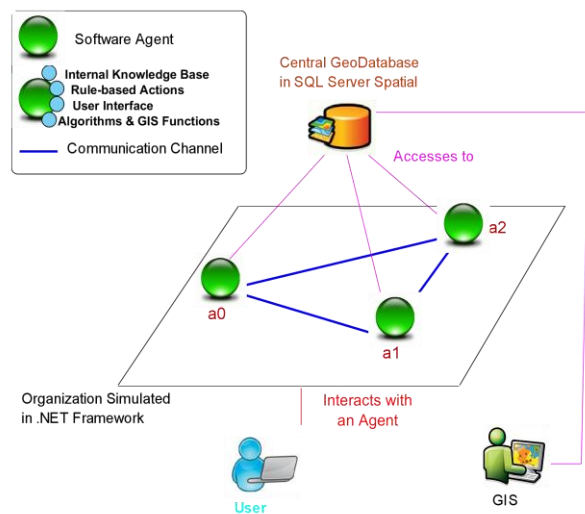 Software Agent
Internal Knowledge Base
Rule-based Actions
User Interface
Algorithms & GIS Functions
Communication Channel
Central GeoDatabase
in SQL Server Spatial
Accesses to
a2
a0
a1
Organization Simulated
in .NET Framework
Interacts with
an Agent
User
GIS